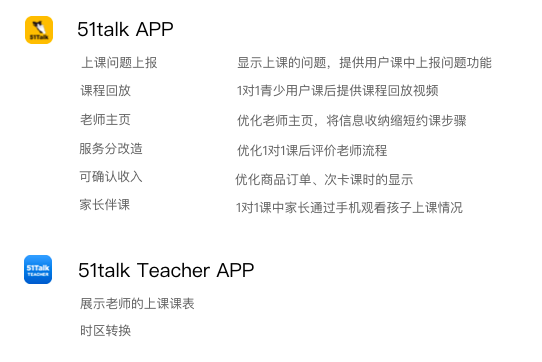 51Talk
51talk APP
上课问题上报 显示上课的问题，提供用户课中上报问题功能
课程回放 1对1青少用户课后提供课程回放视频
老师主页 优化老师主页，将信息收纳缩短约课步骤
服务分改造 优化1对1课后评价老师流程
可确认收入 优化商品订单、次卡课时的显示
家长伴课 1对1课中家长通过手机观看孩子上课情况
51Talk
TEACHER
51talk Teacher APP
展示老师的上课课表
时区转换